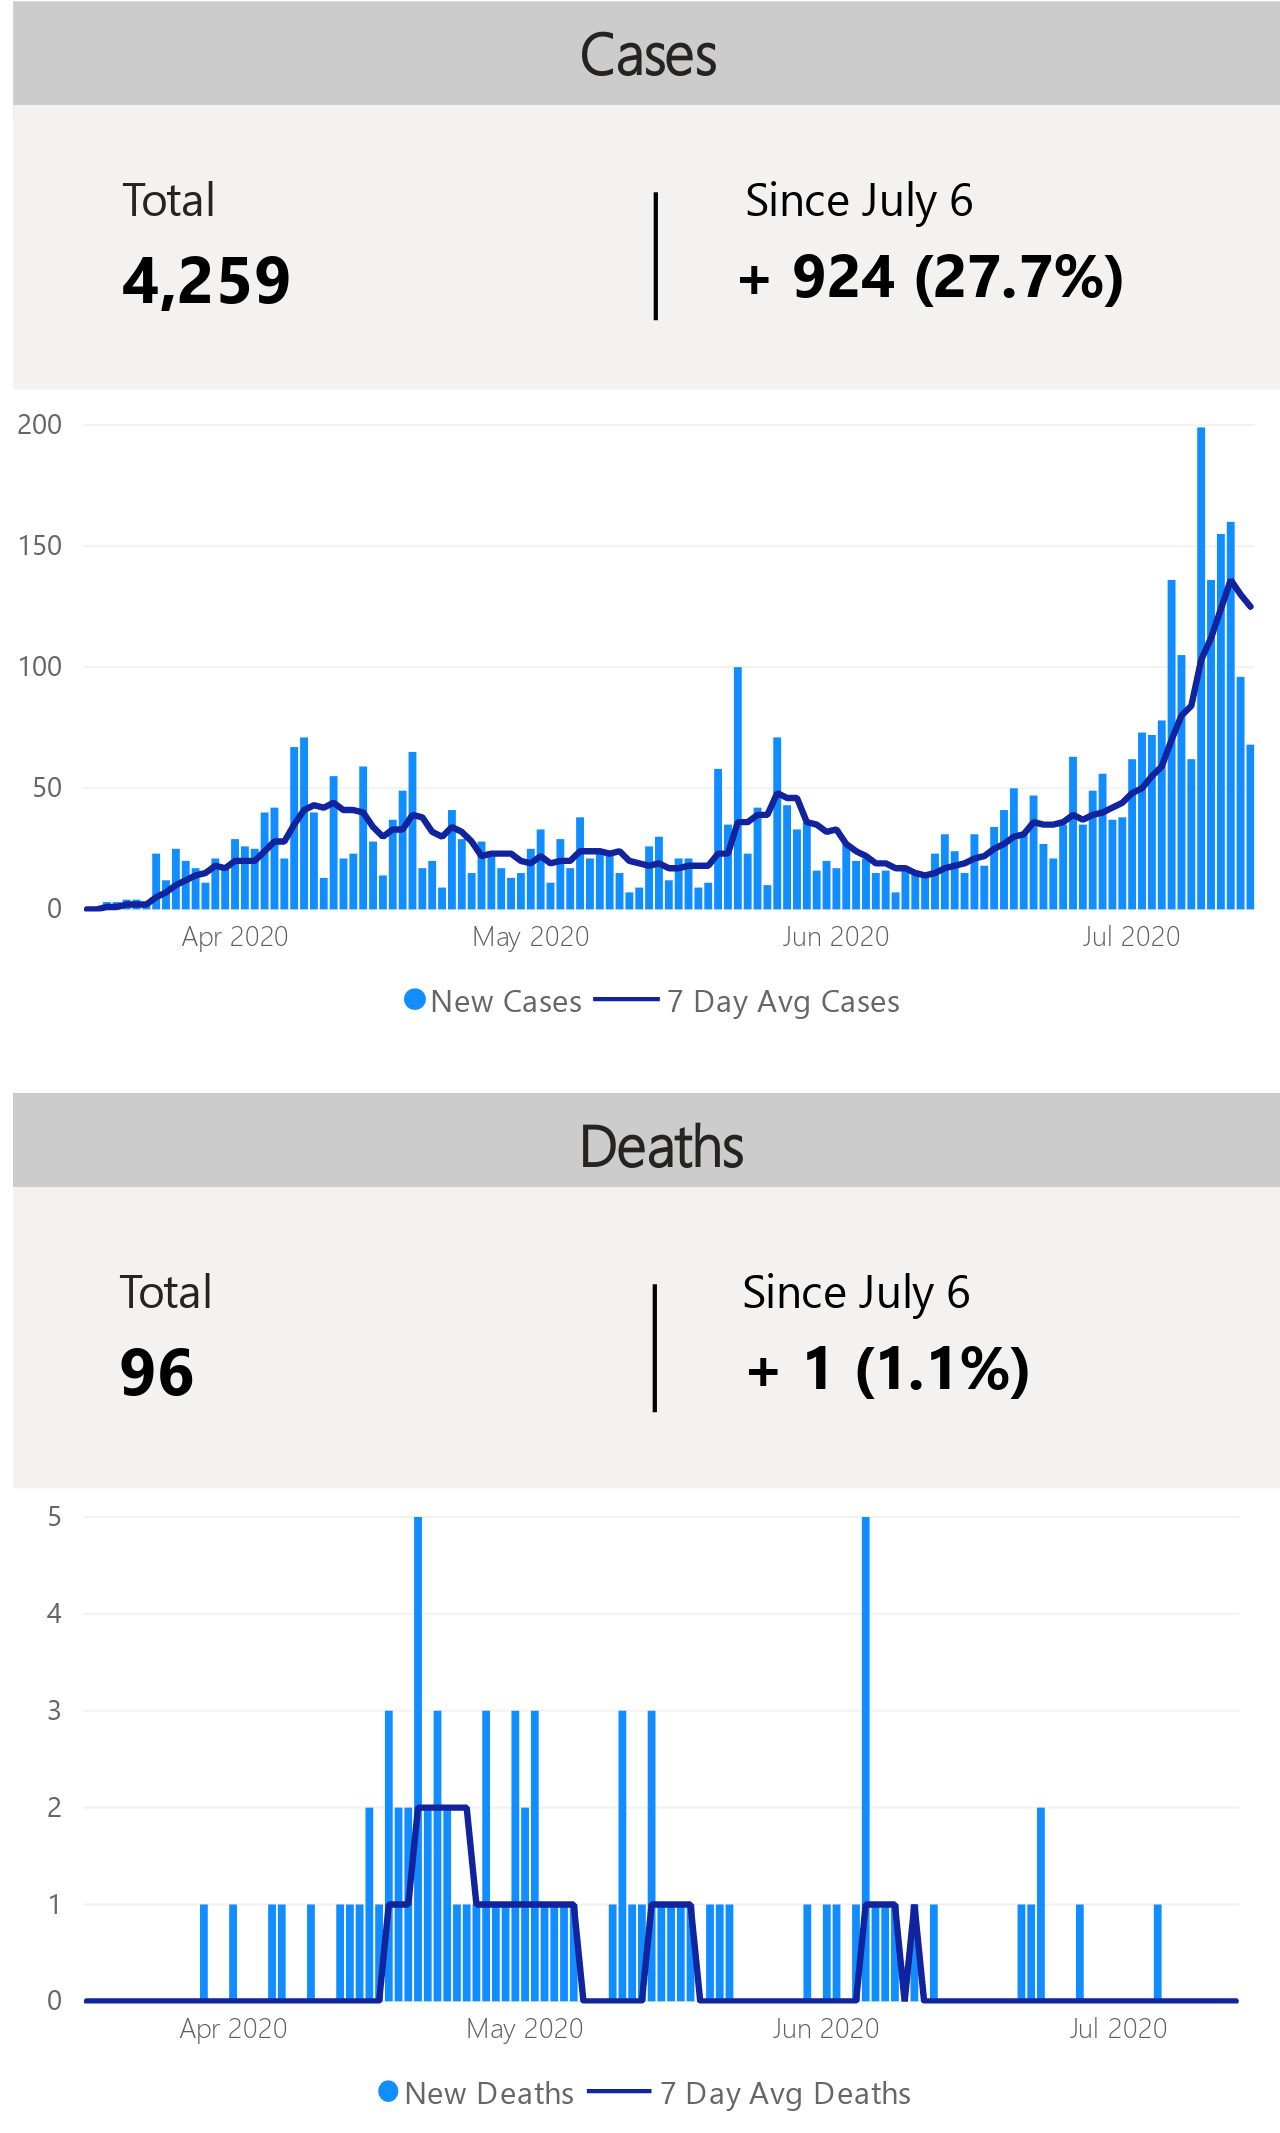 Cases
Total
Since July 6
4,259
+ 924 (27.7%)
200
150
100
50
0
Apr 2020
May 2020
Jun 2020
Jul 2020
New Cases
7 Day Avg Cases
Deaths
Total
Since July 6
96
+ 1 (1.1%)
5
4
3
2
1
0
Apr 2020
May 2020
Jun 2020
Jul 2020
New Deaths
7 Day Avg Deaths